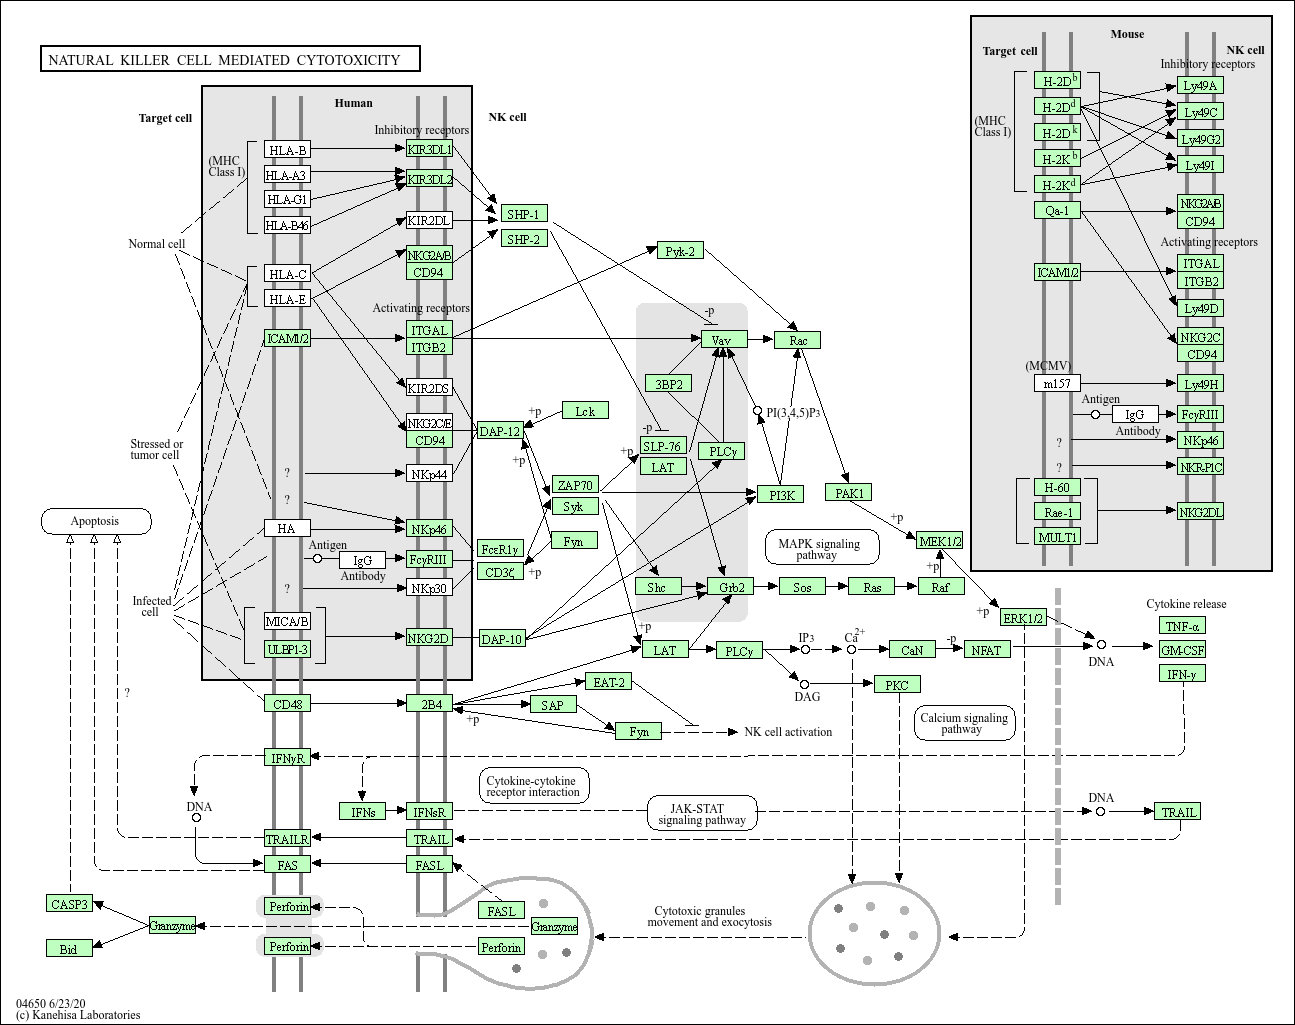 NATURAL KILLER CELL MEDIATED CYTOTOXICITY
Target cell
Human
NK cell
Inhibitory receptors
(MHC
Class I)
HLA-B
KIR3DL1
HLA-A3
KIR3DL2
HLA-G1
HLA-B46
KIR2DL
SHP-1
SHP-2
Normal cell
NKG2A/B
CD94
HLA-C
HLA-E
Pyk-2
Activating receptors
ICAM1/2
ITGAL
ITGB2
-p
Vav
Rac
KIR2DS
3BP2
NKG2C/E
CD94
DAP-12
+p
Lck
PI(3,4,5)P3
Stressed or
tumor cell
-p
SLP-76
LAT
PLCγ
+p
+p
?
NKp44
ZAP70
Syk
PI3K
PAK1
?
Apoptosis
HA
NKp46
+p
Antigen
IgG
Antibody
FcγRIII
FcεR1γ
CD3ζ
Fyn
+p
MAPK signaling
pathway
MEK1/2
+p
?
NKp30
Shc
Grb2
Sos
Ras
Raf
Infected
cell
MICA/B
ULBP1-3
NKG2D
DAP-10
+p
+p
ERK1/2
LAT
PLCγ
IP3
Ca2+
CaN
-p
NFAT
DNA
Cytokine release
TNF-α
GM-CSF
IFN-γ
DAG
PKC
?
CD48
2B4
+p
EAT-2
SAP
Fyn
NK cell activation
Calcium signaling
pathway
IFNγR
DNA
IFNs
IFNsR
Cytokine-cytokine
receptor interaction
JAK-STAT
signaling pathway
DNA
TRAIL
TRAILR
TRAIL
FAS
FASL
CASP3
Bid
Granzyme
Perforin
Perforin
FASL
Granzyme
Perforin
Cytotoxic granules
movement and exocytosis
Mouse
Target cell
NK cell
Inhibitory receptors
(MHC
Class I)
H-2Db
Ly49A
H-2Dd
Ly49C
H-2Dk
Ly49G2
H-2Kb
Ly49I
H-2Kd
Qa-1
NKG2A/B
CD94
Activating receptors
ICAM1/2
ITGAL
ITGB2
Ly49D
NKG2C
CD94
(MCMV)
m157
Ly49H
Antigen
IgG
Antibody
FcγRIII
?
NKp46
?
NKR-P1C
H-60
Rae-1
MULT1
NKG2DL
04650 6/23/20
(c) Kanehisa Laboratories